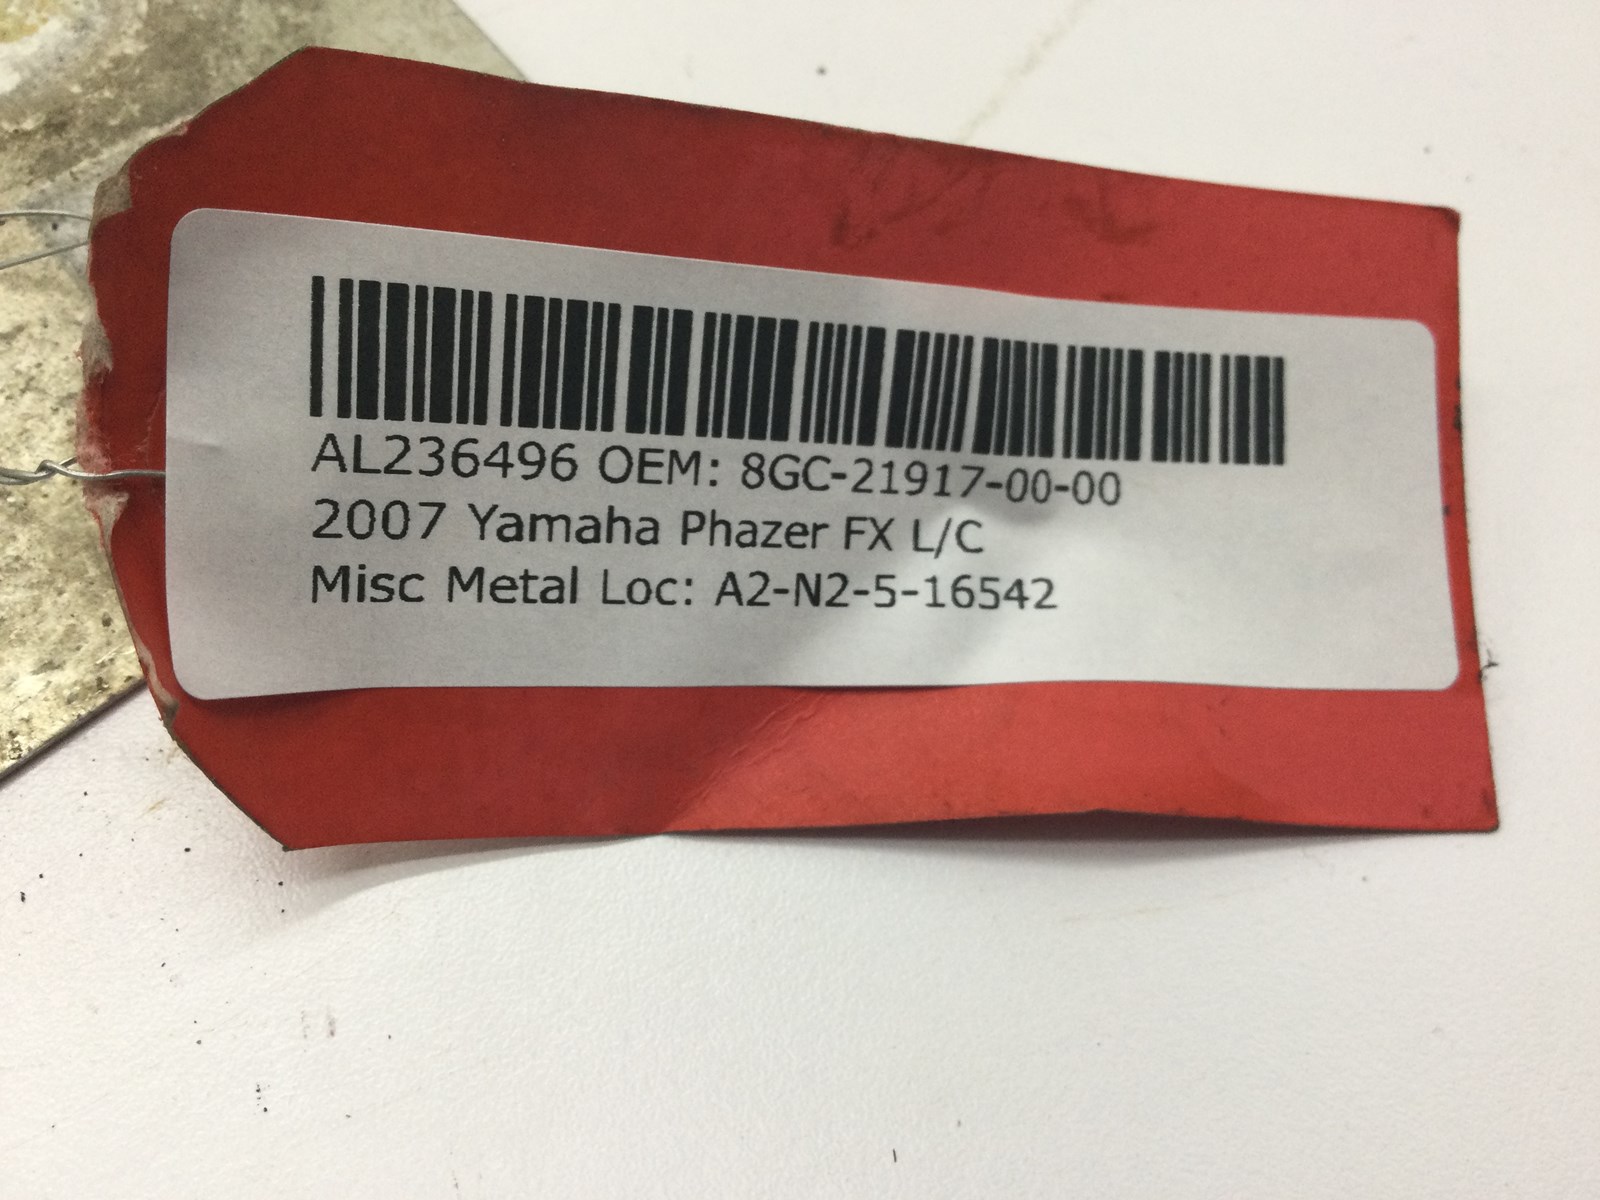 AL236496 OEM: 8GC-21917-00-00
2007 Yamaha Phazer FX L/C
Misc Metal Loc: A2-N2-5-16542